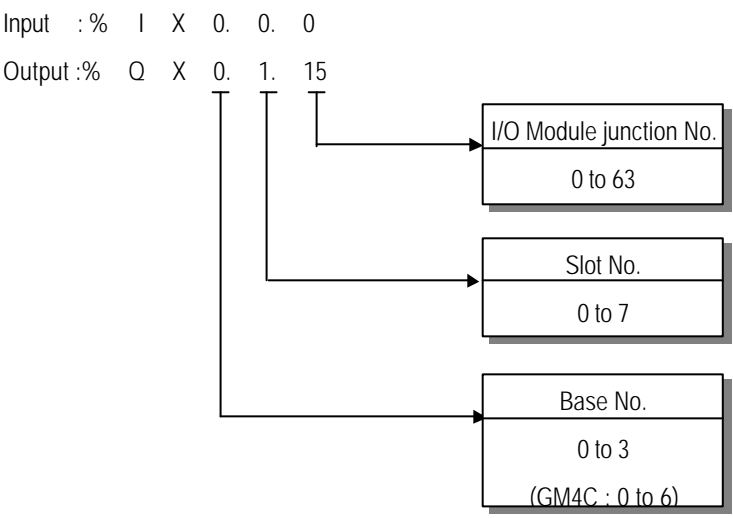 Input : % I X 0. 0. 0
Output :% Q X 0. 1. 15
I/O Module junction No.
0 to 63
Slot No.
0 to 7
Base No.
0 to 3
(GM4C : 0 to 6)